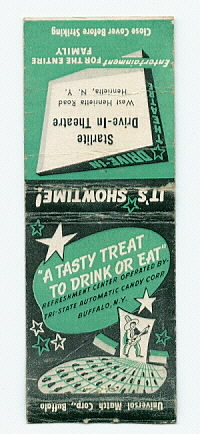 IT'S SHOWTIME!
DRIVE-IN
THEATRE
Starlite
Drive-In Theatre
West Henrietta Road
Henrietta, N. Y.
Entertainment FOR THE ENTIRE
FAMILY
Close Cover Before Striking
"A TASTY TREAT
TO DRINK OR EAT"
REFRESHMENT CENTER OPERATED BY:
TRI-STATE AUTOMATIC CANDY CORP.
BUFFALO, N.Y.
Universal Match Corp., Buffalo